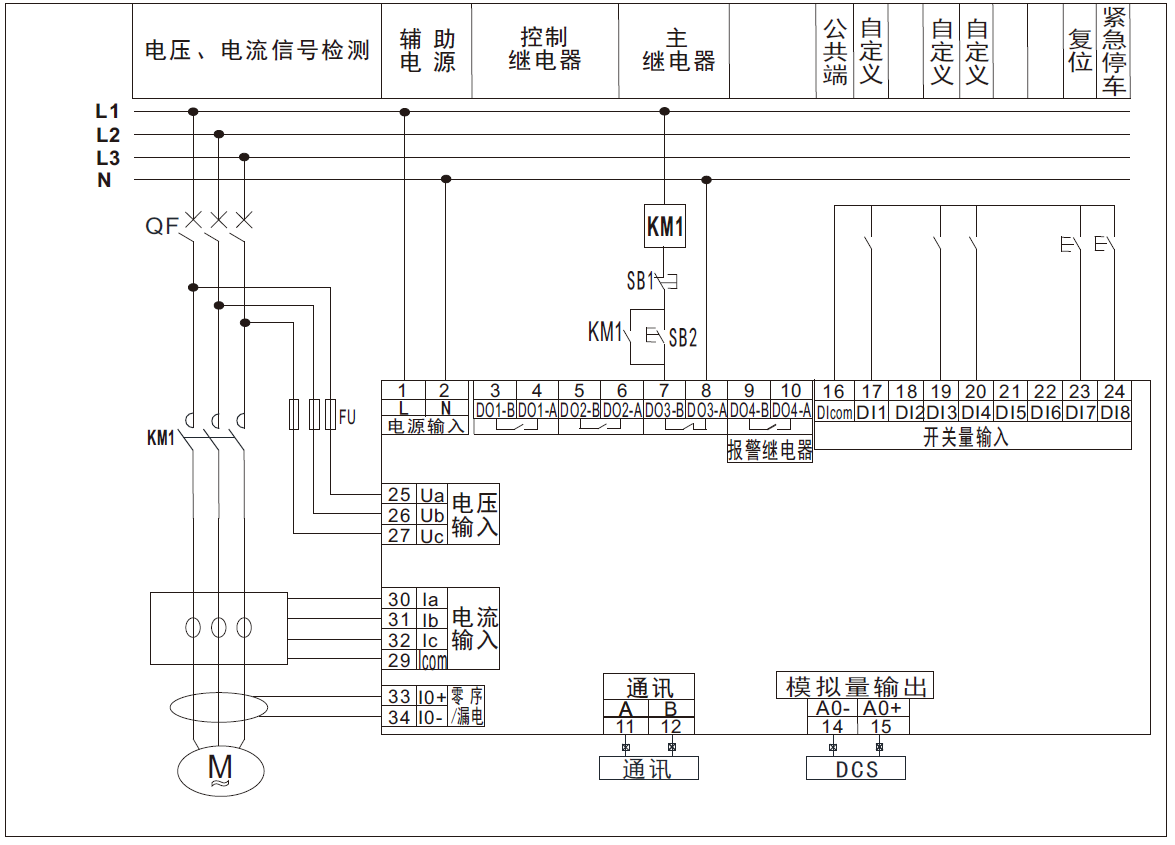 电压、电流信号检测
辅助
电源
控制
继电器
主
继电器
公共端
自定义
自定义
自定义
复位
紧急停车
L1
L2
L3
N
QF
KM1
SB1
KM1
SB2
FU
KM1
1 2 3 4 5 6 7 8 9 10 16 17 18 19 20 21 22 23 24
L N DO1-B DO1-A DO2-B DO2-A DO3-B DO3-A DO4-B DO4-A DIcom DI1 DI2 DI3 DI4 DI5 DI6 DI7 DI8
电源输入
开关量输入
报警继电器
25 Ua
26 Ub
27 Uc
电压
输入
30 Ia
31 Ib
32 Ic
29 Icom
电流
输入
33 I0+
34 I0-
零序
/漏电
通讯
A B
11 12
通讯
模拟量输出
A0- A0+
14 15
DCS
M
≈